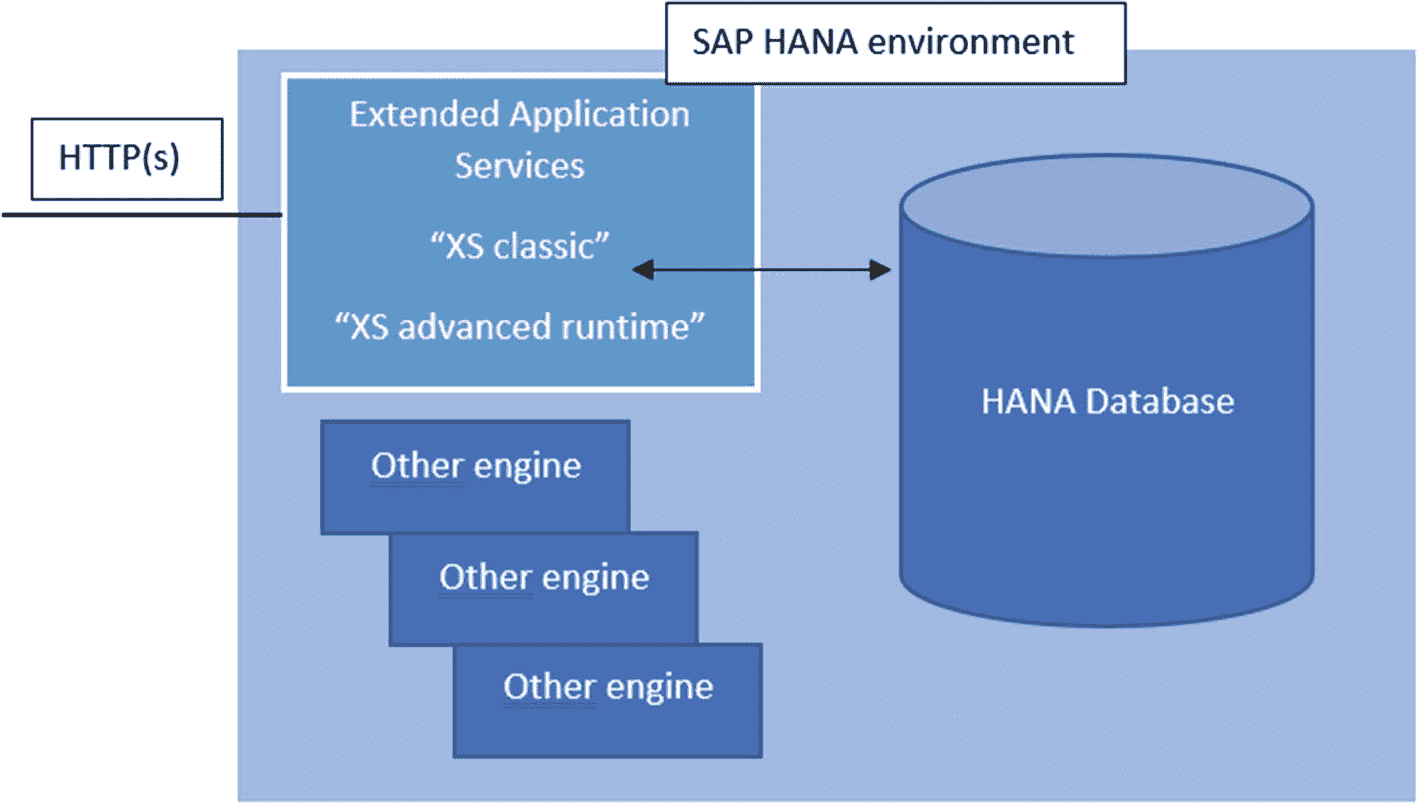 SAP HANA environment
HTTP(s)
Extended Application
Services
“XS classic”
“XS advanced runtime”
HANA Database
Other engine
Other engine
Other engine